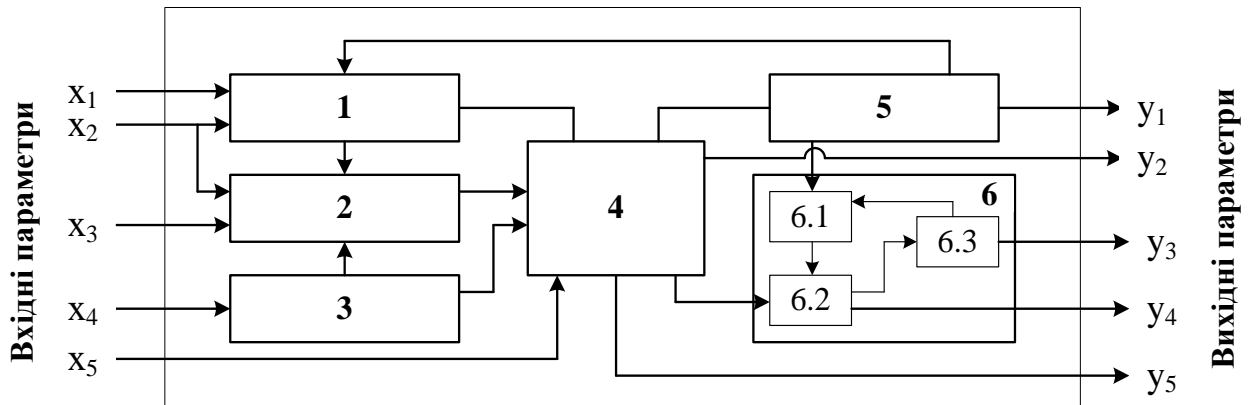 Вхідні параметри
x₁
x₂
x₃
x₄
x₅
1
2
3
4
5
6
6.1
6.2
6.3
y₁
y₂
y₃
y₄
y₅
Вихідні параметри